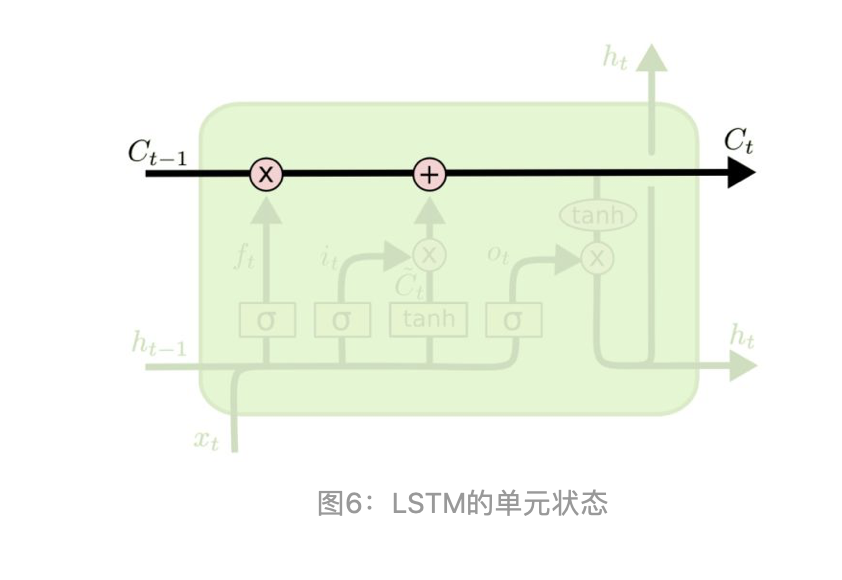 h_t
C_{t-1}
C_t
x
+
tanh
f_t
i_t
x
o_t
x
C̃_t
σ
σ
tanh
σ
h_{t-1}
h_t
x_t
图6：LSTM的单元状态